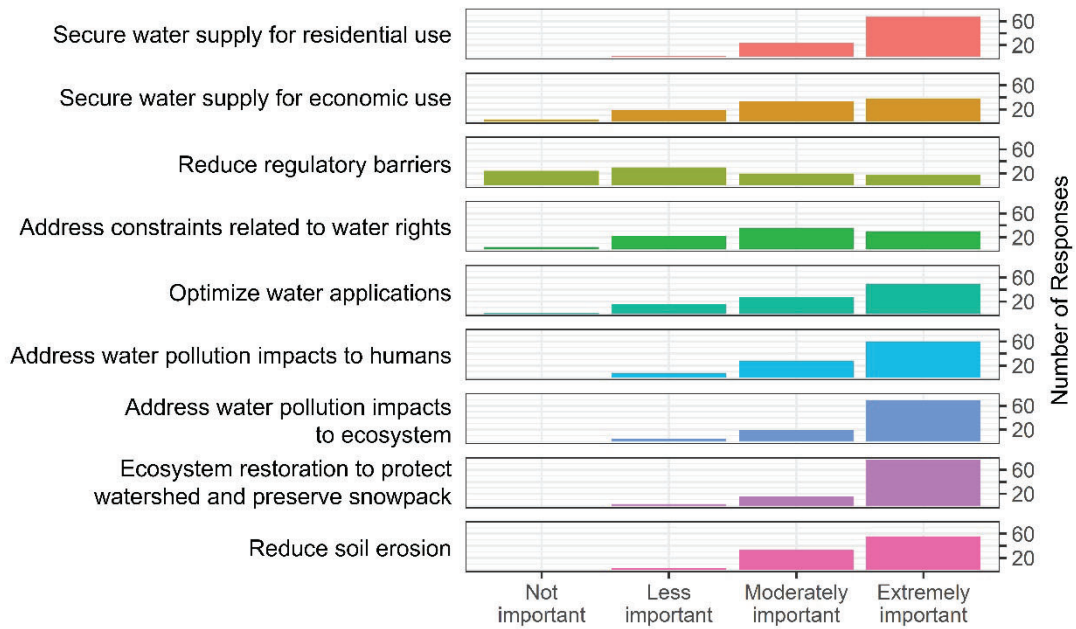 Secure water supply for residential use
60
20
Secure water supply for economic use
60
20
Reduce regulatory barriers
60
20
Address constraints related to water rights
60
20
Optimize water applications
60
20
Address water pollution impacts to humans
60
20
Address water pollution impacts
to ecosystem
60
20
Ecosystem restoration to protect
watershed and preserve snowpack
60
20
Reduce soil erosion
60
20
Number of Responses
Not
important
Less
important
Moderately
important
Extremely
important